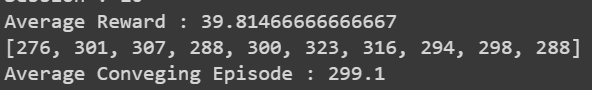 Average Reward : 39.81466666666667
[276, 301, 307, 288, 300, 323, 316, 294, 298, 288]
Average Conveging Episode : 299.1